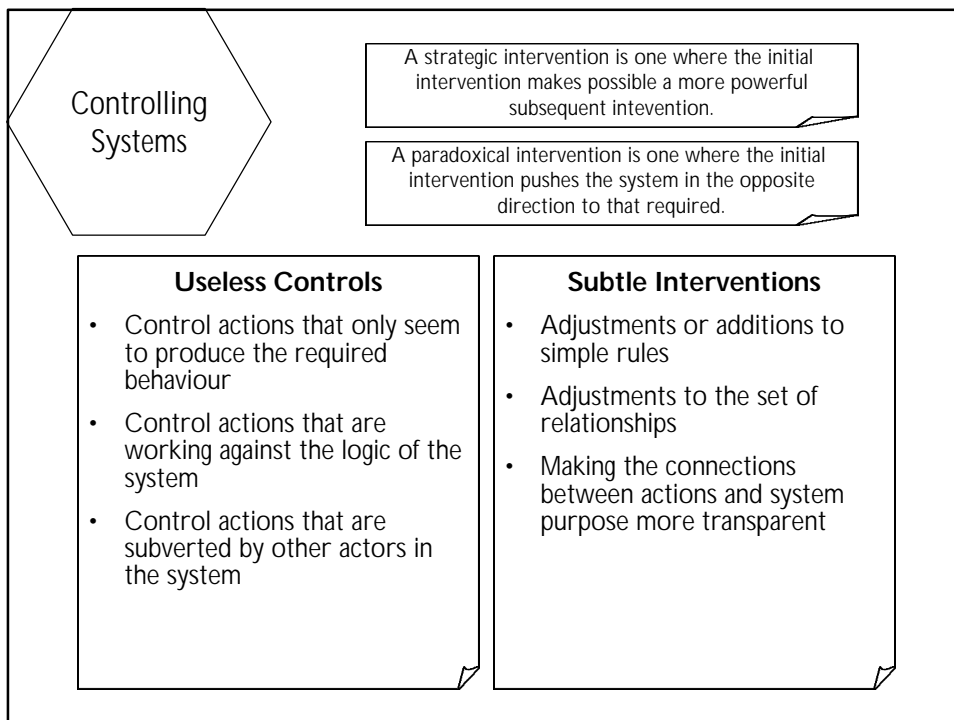 Controlling
Systems
A strategic intervention is one where the initial
intervention makes possible a more powerful
subsequent intevention.
A paradoxical intervention is one where the initial
intervention pushes the system in the opposite
direction to that required.
Useless Controls
• Control actions that only seem
to produce the required
behaviour
• Control actions that are
working against the logic of the
system
• Control actions that are
subverted by other actors in
the system
Subtle Interventions
• Adjustments or additions to
simple rules
• Adjustments to the set of
relationships
• Making the connections
between actions and system
purpose more transparent